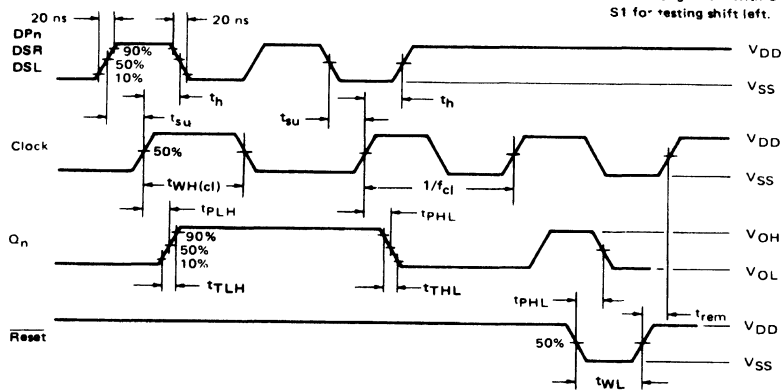 S1 for testing shift left.
20 ns 20 ns
DPn
DSR
DSL
90%
50%
10%
VDD
VSS
th
tsu
tsu
th
Clock
50%
VDD
VSS
tWH(cl)
1/fcl
tPLH
tPHL
Qn
90%
50%
10%
VOH
VOL
tTLH
tTHL
tPHL
trem
Reset
50%
VDD
VSS
tWL